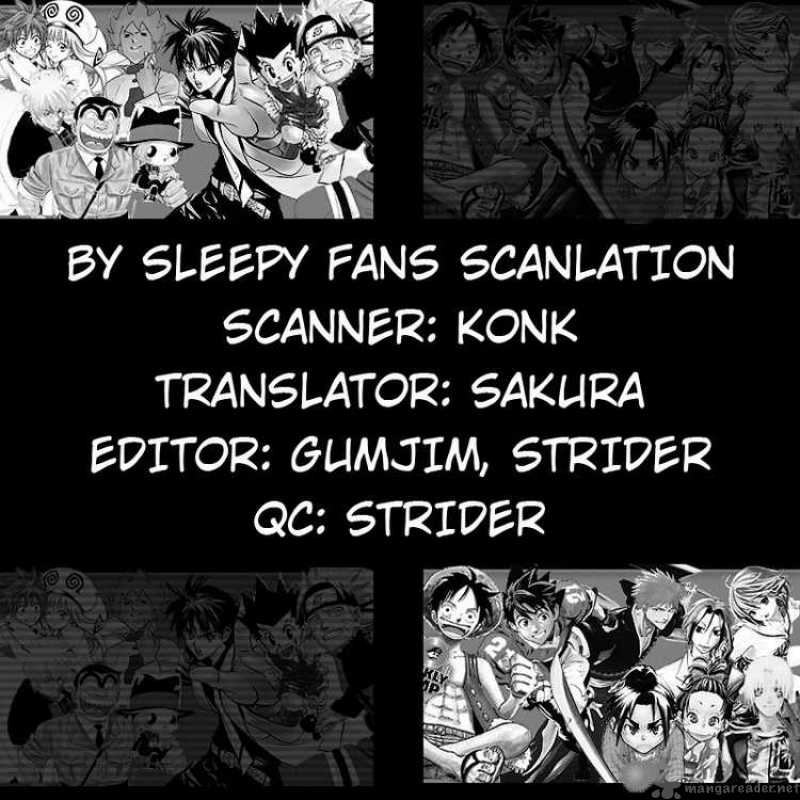 BY SLEEPY FANS SCANLATION
SCANNER: KONK
TRANSLATOR: SAKURA
EDITOR: GUMJIM, STRIDER
QC: STRIDER
mangareader.net